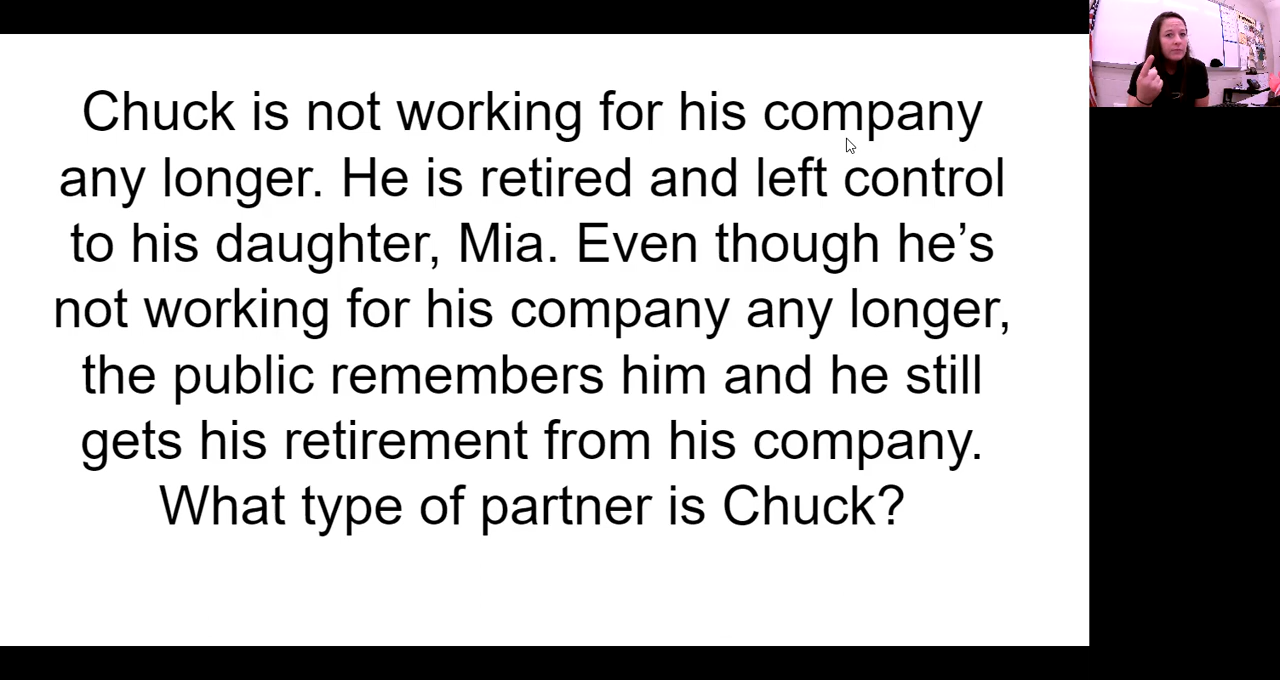 Chuck is not working for his company
any longer. He is retired and left control
to his daughter, Mia. Even though he’s
not working for his company any longer,
the public remembers him and he still
gets his retirement from his company.
What type of partner is Chuck?